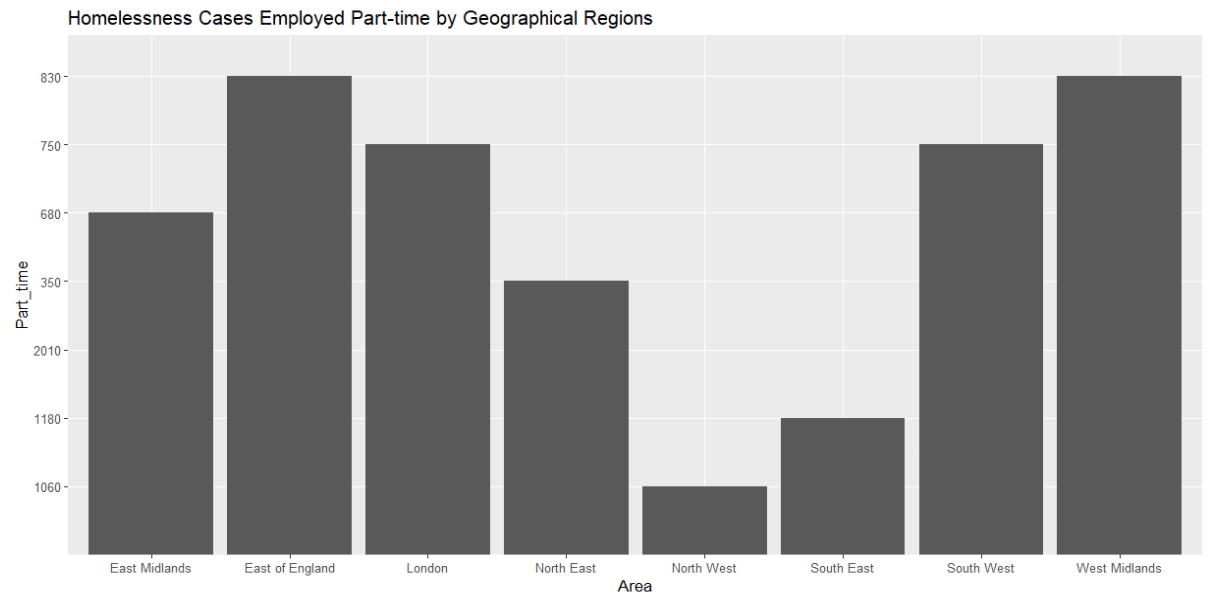 Homelessness Cases Employed Part-time by Geographical Regions
830
750
680
350
2010
1180
1060
Part_time
East Midlands East of England London North East North West South East South West West Midlands
Area